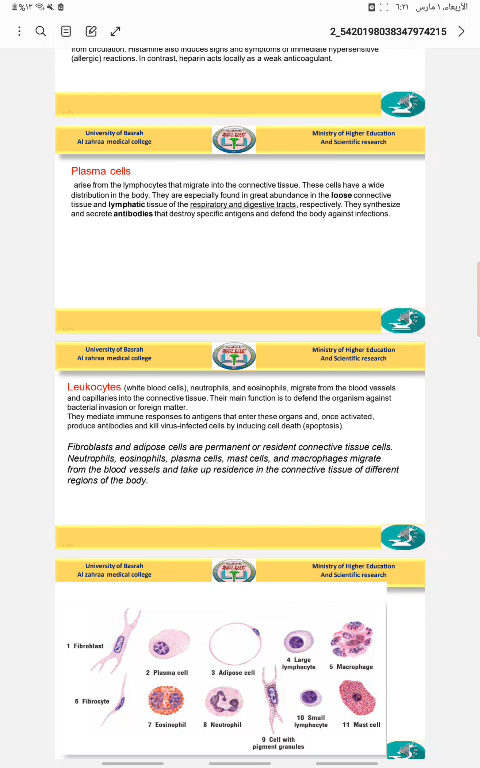 %١٢
٦:٢١ الأربعاء، ١ مارس
2_5420198038347974215
from circulation. Histamine also induces signs and symptoms of immediate hypersensitive
(allergic) reactions. In contrast, heparin acts locally as a weak anticoagulant.
University of Basrah
Al zahraa medical college
Ministry of Higher Education
And Scientific research
Plasma cells
arise from the lymphocytes that migrate into the connective tissue. These cells have a wide
distribution in the body. They are especially found in great abundance in the loose connective
tissue and lymphatic tissue of the respiratory and digestive tracts, respectively. They synthesize
and secrete antibodies that destroy specific antigens and defend the body against infections.
University of Basrah
Al zahraa medical college
Ministry of Higher Education
And Scientific research
Leukocytes (white blood cells), neutrophils, and eosinophils, migrate from the blood vessels
and capillaries into the connective tissue. Their main function is to defend the organism against
bacterial invasion or foreign matter.
They mediate immune responses to antigens that enter these organs and, once activated,
produce antibodies and kill virus-infected cells by inducing cell death (apoptosis).
Fibroblasts and adipose cells are permanent or resident connective tissue cells.
Neutrophils, eosinophils, plasma cells, mast cells, and macrophages migrate
from the blood vessels and take up residence in the connective tissue of different
regions of the body.
University of Basrah
Al zahraa medical college
Ministry of Higher Education
And Scientific research
1 Fibroblast
2 Plasma cell
3 Adipose cell
4 Large
lymphocyte
5 Macrophage
6 Fibrocyte
7 Eosinophil
8 Neutrophil
9 Cell with
pigment granules
10 Small
lymphocyte
11 Mast cell